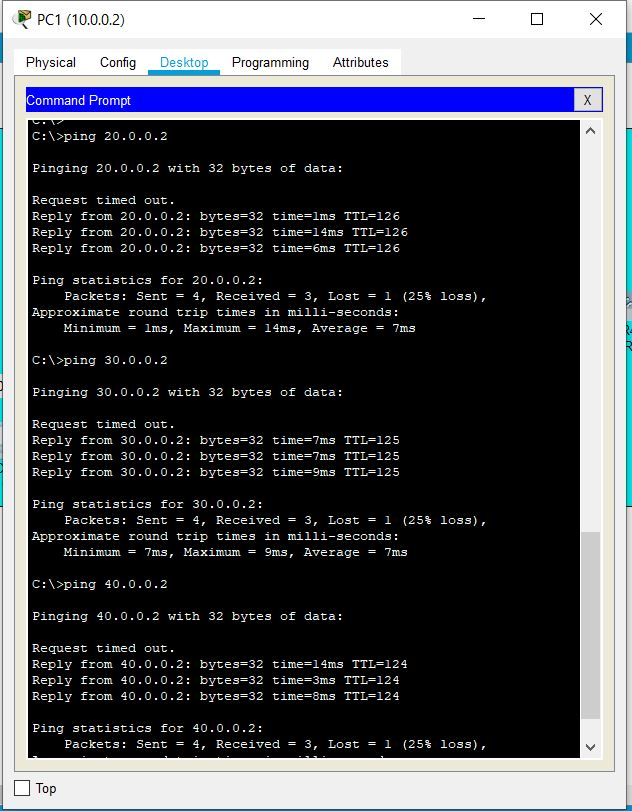 PC1 (10.0.0.2)
Physical Config Desktop Programming Attributes
Command Prompt X
C:\>
C:\>ping 20.0.0.2
Pinging 20.0.0.2 with 32 bytes of data:
Request timed out.
Reply from 20.0.0.2: bytes=32 time=1ms TTL=126
Reply from 20.0.0.2: bytes=32 time=14ms TTL=126
Reply from 20.0.0.2: bytes=32 time=6ms TTL=126
Ping statistics for 20.0.0.2:
Packets: Sent = 4, Received = 3, Lost = 1 (25% loss),
Approximate round trip times in milli-seconds:
Minimum = 1ms, Maximum = 14ms, Average = 7ms
C:\>ping 30.0.0.2
Pinging 30.0.0.2 with 32 bytes of data:
Request timed out.
Reply from 30.0.0.2: bytes=32 time=7ms TTL=125
Reply from 30.0.0.2: bytes=32 time=7ms TTL=125
Reply from 30.0.0.2: bytes=32 time=9ms TTL=125
Ping statistics for 30.0.0.2:
Packets: Sent = 4, Received = 3, Lost = 1 (25% loss),
Approximate round trip times in milli-seconds:
Minimum = 7ms, Maximum = 9ms, Average = 7ms
C:\>ping 40.0.0.2
Pinging 40.0.0.2 with 32 bytes of data:
Request timed out.
Reply from 40.0.0.2: bytes=32 time=14ms TTL=124
Reply from 40.0.0.2: bytes=32 time=3ms TTL=124
Reply from 40.0.0.2: bytes=32 time=8ms TTL=124
Ping statistics for 40.0.0.2:
Packets: Sent = 4, Received = 3, Lost = 1 (25% loss),
Top